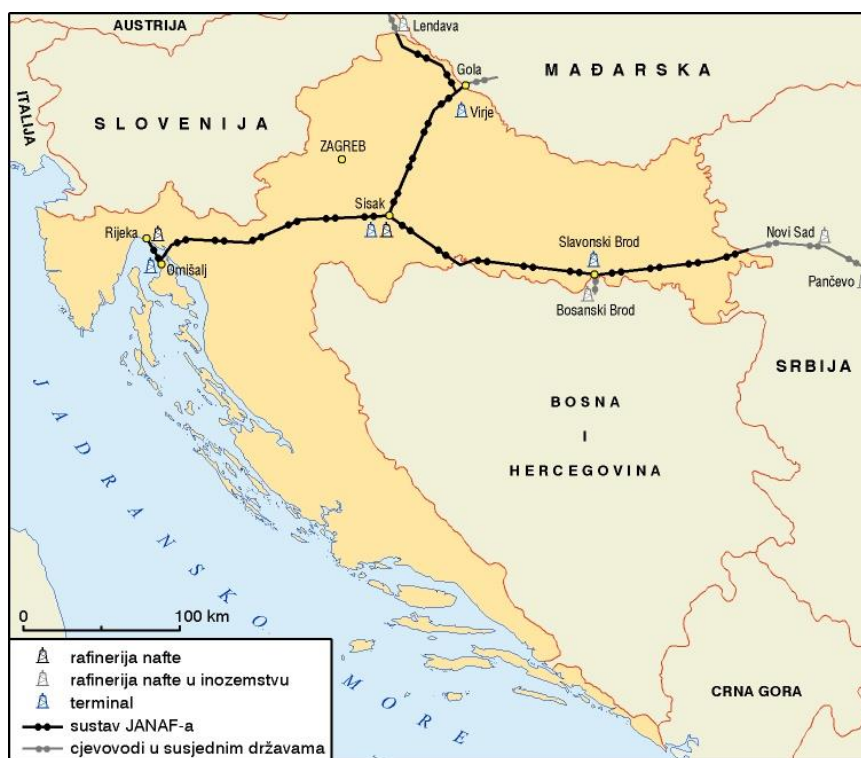 AUSTRIJA
Lendava
Gola
MAĐARSKA
ITALIJA
SLOVENIJA
Virje
ZAGREB
Sisak
Rijeka
Omišalj
Slavonski Brod
Novi Sad
Pančevo
Bosanski Brod
SRBIJA
BOSNA
I
HERCEGOVINA
JADRANSKO MORE
0 100 km
CRNA GORA
rafinerija nafte
rafinerija nafte u inozemstvu
terminal
sustav JANAF-a
cjevovodi u susjednim državama